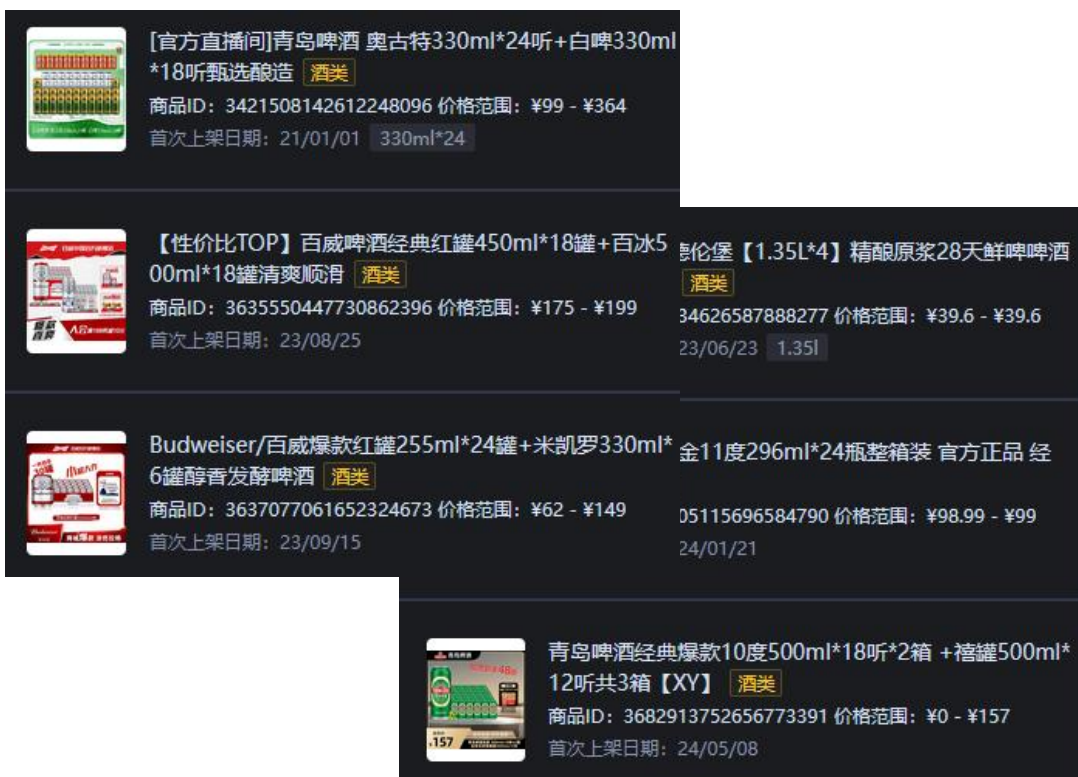 [官方直播间]青岛啤酒 奥古特330ml*24听+白啤330ml
*18听甄选酿造 酒类
商品ID：3421508142612248096 价格范围：¥99 - ¥364
首次上架日期：21/01/01 330ml*24
【性价比TOP】百威啤酒经典红罐450ml*18罐+百冰5
00ml*18罐清爽顺滑 酒类
商品ID：3635550447730862396 价格范围：¥175 - ¥199
首次上架日期：23/08/25
Budweiser/百威爆款红罐255ml*24罐+米凯罗330ml*
6罐醇香发酵啤酒 酒类
商品ID：3637077061652324673 价格范围：¥62 - ¥149
首次上架日期：23/09/15
德伦堡【1.35L*4】精酿原浆28天鲜啤啤酒
酒类
34626587888277 价格范围：¥39.6 - ¥39.6
23/06/23 1.35l
金11度296ml*24瓶整箱装 官方正品 经
05115696584790 价格范围：¥98.99 - ¥99
24/01/21
青岛啤酒经典爆款10度500ml*18听*2箱 +禧罐500ml*
12听共3箱【XY】 酒类
商品ID：3682913752656773391 价格范围：¥0 - ¥157
首次上架日期：24/05/08
¥157